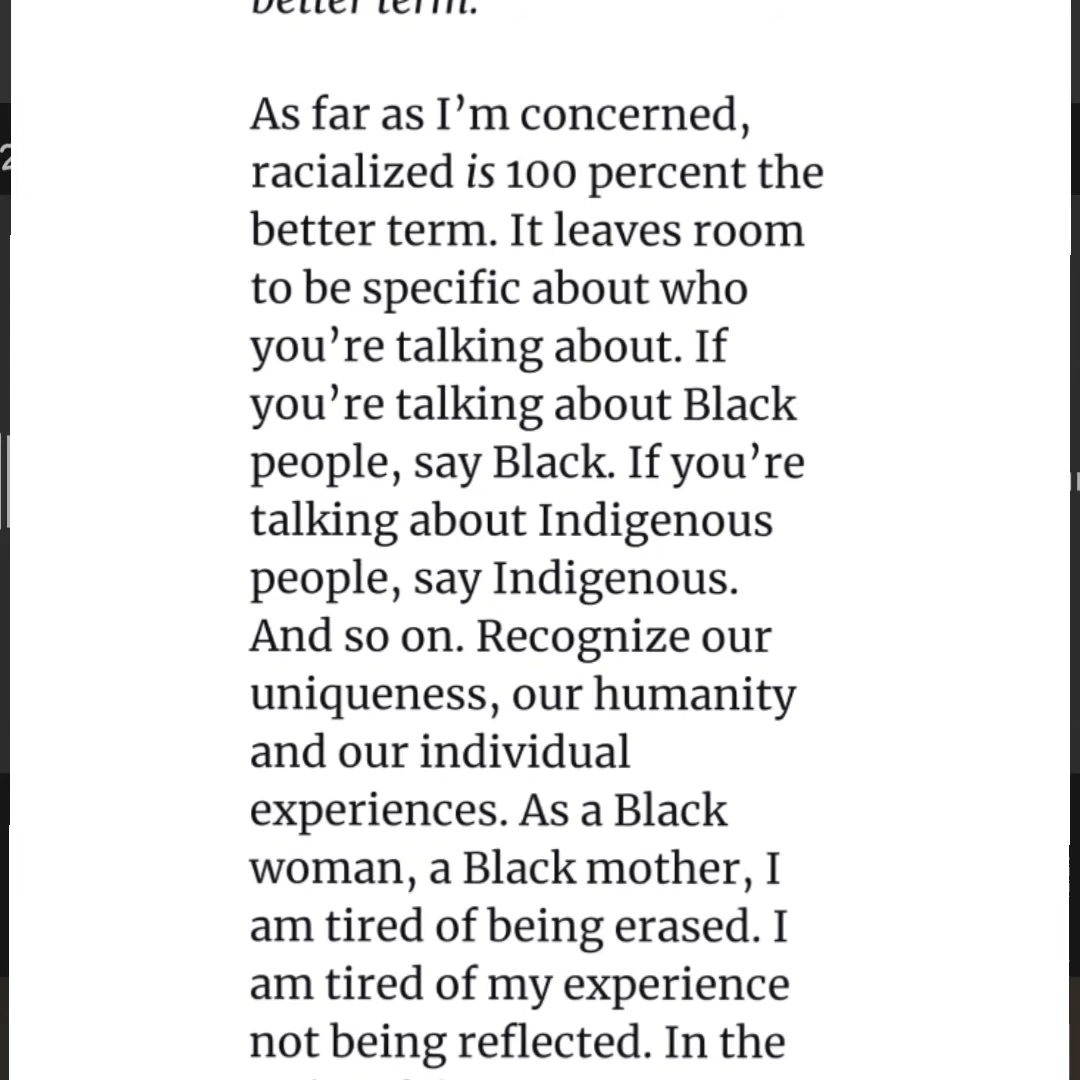 better term.
As far as I’m concerned,
racialized is 100 percent the
better term. It leaves room
to be specific about who
you’re talking about. If
you’re talking about Black
people, say Black. If you’re
talking about Indigenous
people, say Indigenous.
And so on. Recognize our
uniqueness, our humanity
and our individual
experiences. As a Black
woman, a Black mother, I
am tired of being erased. I
am tired of my experience
not being reflected. In the